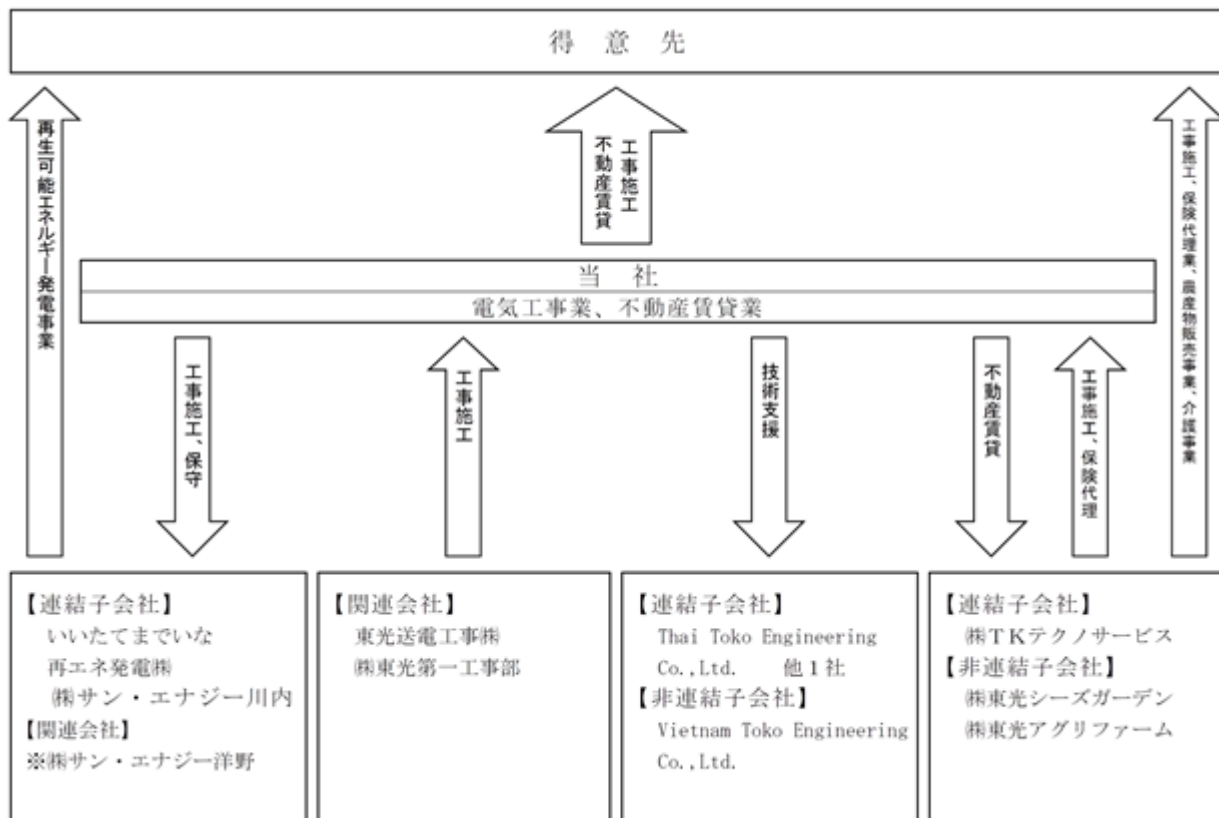 得意先
再生可能エネルギー発電事業
工事施工
不動産賃貸
工事施工、保険代理業、農産物販売事業、介護事業
当社
電気工事業、不動産賃貸業
工事施工、保守
工事施工
技術支援
不動産賃貸
工事施工、保険代理
【連結子会社】
いいたてまでいな
再エネ発電㈱
㈱サン・エナジー川内
【関連会社】
※㈱サン・エナジー洋野
【関連会社】
東光送電工事㈱
㈱東光第一工事部
【連結子会社】
Thai Toko Engineering
Co.,Ltd. 他1社
【非連結子会社】
Vietnam Toko Engineering
Co.,Ltd.
【連結子会社】
㈱TKテクノサービス
【非連結子会社】
㈱東光シーズガーデン
㈱東光アグリファーム